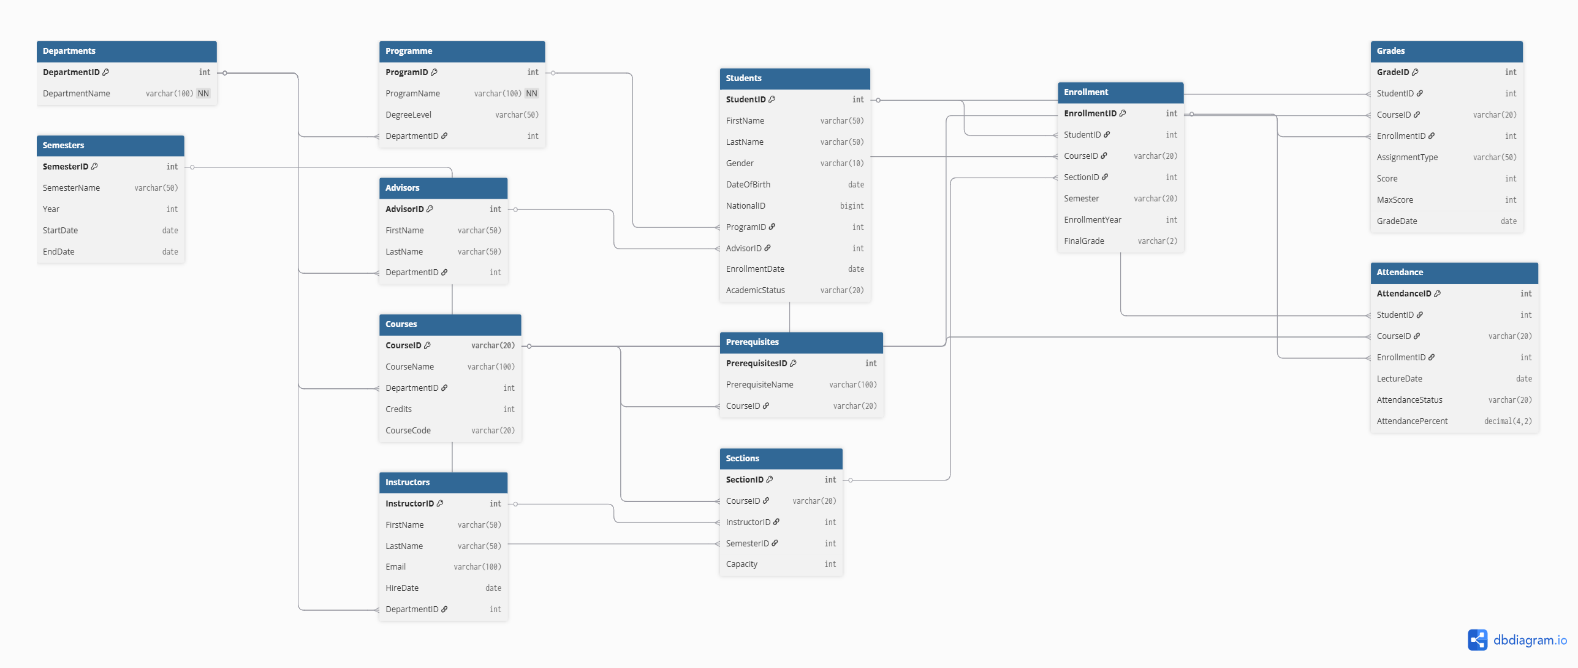 Departments
DepartmentID int
DepartmentName varchar(100) NN
Semesters
SemesterID int
SemesterName varchar(50)
Year int
StartDate date
EndDate date
Programme
ProgramID int
ProgramName varchar(100) NN
DegreeLevel varchar(50)
DepartmentID int
Advisors
AdvisorID int
FirstName varchar(50)
LastName varchar(50)
DepartmentID int
Courses
CourseID varchar(20)
CourseName varchar(100)
DepartmentID int
Credits int
CourseCode varchar(20)
Instructors
InstructorID int
FirstName varchar(50)
LastName varchar(50)
Email varchar(100)
HireDate date
DepartmentID int
Students
StudentID int
FirstName varchar(50)
LastName varchar(50)
Gender varchar(10)
DateOfBirth date
NationalID bigint
ProgramID int
AdvisorID int
EnrollmentDate date
AcademicStatus varchar(20)
Prerequisites
PrerequisitesID int
PrerequisiteName varchar(100)
CourseID varchar(20)
Sections
SectionID int
CourseID varchar(20)
InstructorID int
SemesterID int
Capacity int
Enrollment
EnrollmentID int
StudentID int
CourseID varchar(20)
SectionID int
Semester varchar(20)
EnrollmentYear int
FinalGrade varchar(2)
Grades
GradeID int
StudentID int
CourseID varchar(20)
EnrollmentID int
AssignmentType varchar(50)
Score int
MaxScore int
GradeDate date
Attendance
AttendanceID int
StudentID int
CourseID varchar(20)
EnrollmentID int
LectureDate date
AttendanceStatus varchar(20)
AttendancePercent decimal(4,2)
dbdiagram.io